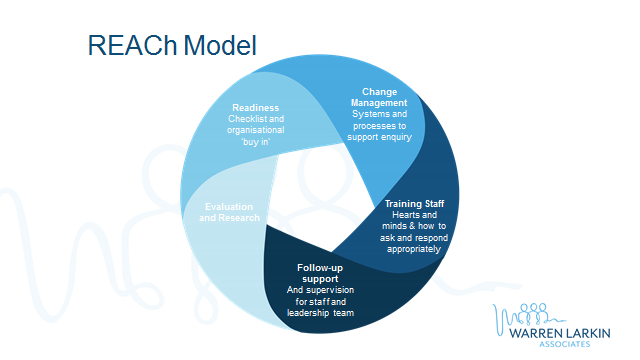 REACh Model
Readiness
Checklist and
organisational
'buy in'
Change
Management
Systems and
processes to
support enquiry
Training Staff
Hearts and
minds & how to
ask and respond
appropriately
Follow-up
support
And supervision
for staff and
leadership team
Evaluation
and Research
WARREN LARKIN
ASSOCIATES